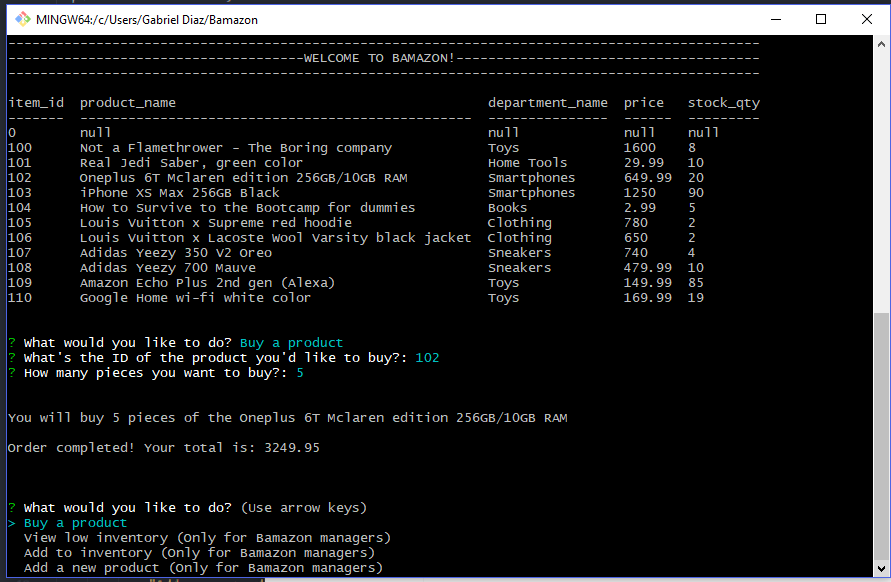 MINGW64:/c/Users/Gabriel Diaz/Bamazon
----------------------------------------------------------------------------------------------
-------------------------------------WELCOME TO BAMAZON!--------------------------------------
----------------------------------------------------------------------------------------------
item_id  product_name                                       department_name  price   stock_qty
-------  -------------------------------------------------  ---------------  ------  ---------
0        null                                               null             null    null
100      Not a Flamethrower - The Boring company            Toys             1600    8
101      Real Jedi Saber, green color                       Home Tools       29.99   10
102      Oneplus 6T Mclaren edition 256GB/10GB RAM          Smartphones      649.99  20
103      iPhone XS Max 256GB Black                          Smartphones      1250    90
104      How to Survive to the Bootcamp for dummies         Books            2.99    5
105      Louis Vuitton x Supreme red hoodie                 Clothing         780     2
106      Louis Vuitton x Lacoste Wool Varsity black jacket  Clothing         650     2
107      Adidas Yeezy 350 V2 Oreo                           Sneakers         740     4
108      Adidas Yeezy 700 Mauve                             Sneakers         479.99  10
109      Amazon Echo Plus 2nd gen (Alexa)                   Toys             149.99  85
110      Google Home wi-fi white color                      Toys             169.99  19
? What would you like to do? Buy a product
? What's the ID of the product you'd like to buy?: 102
? How many pieces you want to buy?: 5
You will buy 5 pieces of the Oneplus 6T Mclaren edition 256GB/10GB RAM
Order completed! Your total is: 3249.95
? What would you like to do? (Use arrow keys)
> Buy a product
  View low inventory (Only for Bamazon managers)
  Add to inventory (Only for Bamazon managers)
  Add a new product (Only for Bamazon managers)